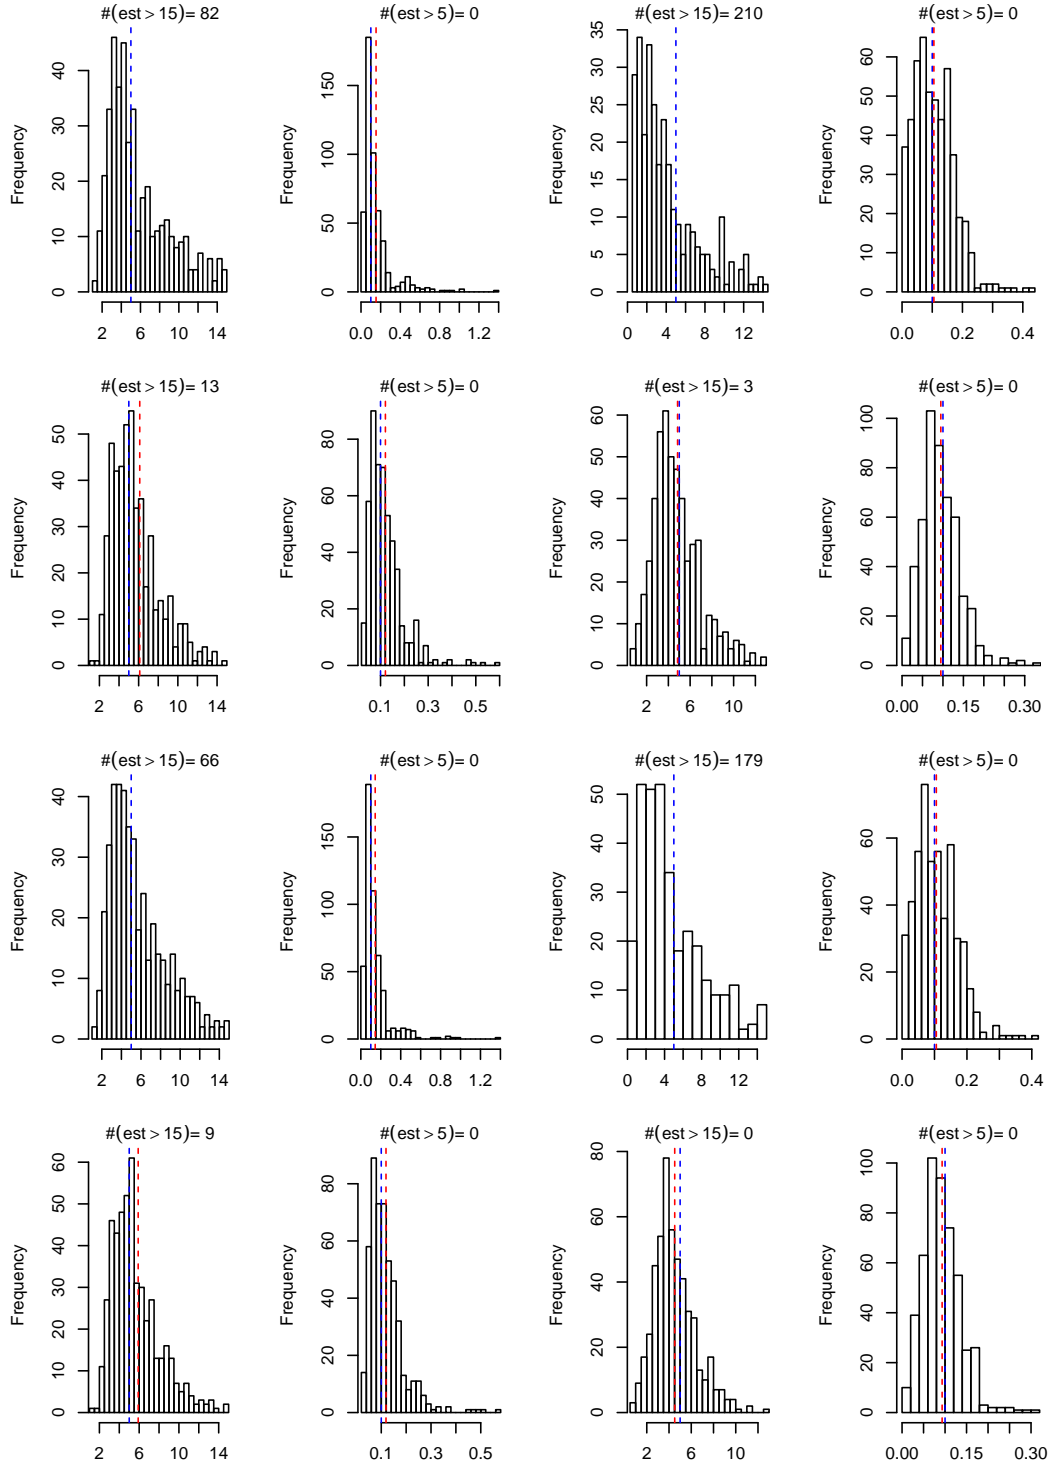 #(est > 15)= 82
#(est > 5)= 0
#(est > 15)= 210
#(est > 5)= 0
Frequency
0 10 20 30 40
2 6 10 14
Frequency
0 50 100 150
0.0 0.4 0.8 1.2
Frequency
0 5 10 15 20 25 30 35
0 4 8 12
Frequency
0 10 20 30 40 50 60
0.0 0.2 0.4
#(est > 15)= 13
#(est > 5)= 0
#(est > 15)= 3
#(est > 5)= 0
Frequency
0 10 20 30 40 50
2 6 10 14
Frequency
0 20 40 60 80
0.1 0.3 0.5
Frequency
0 10 20 30 40 50 60
2 6 10
Frequency
0 20 40 60 80 100
0.00 0.15 0.30
#(est > 15)= 66
#(est > 5)= 0
#(est > 15)= 179
#(est > 5)= 0
Frequency
0 10 20 30 40
2 6 10 14
Frequency
0 50 100 150
0.0 0.4 0.8 1.2
Frequency
0 10 20 30 40 50
0 4 8 12
Frequency
0 20 40 60
0.0 0.2 0.4
#(est > 15)= 9
#(est > 5)= 0
#(est > 15)= 0
#(est > 5)= 0
Frequency
0 10 20 30 40 50 60
2 6 10 14
Frequency
0 20 40 60 80
0.1 0.3 0.5
Frequency
0 20 40 60 80
2 6 10
Frequency
0 20 40 60 80 100
0.00 0.15 0.30